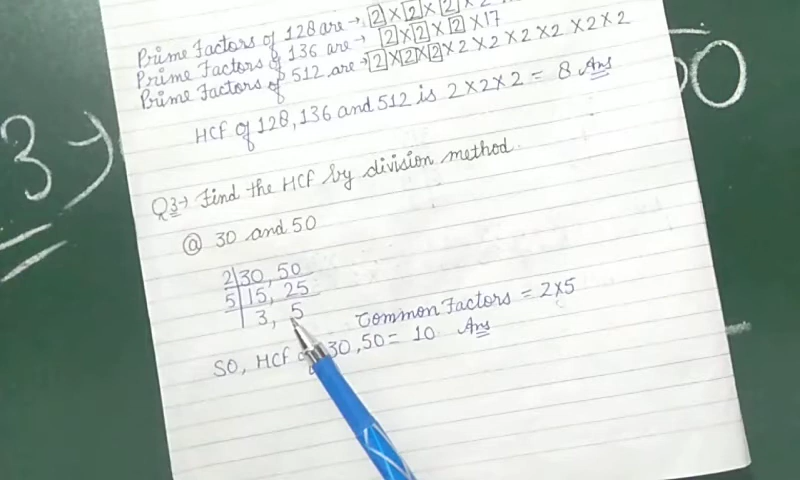 Prime Factors of 128 are → 2 × 2 × 2 ×
Prime Factors of 136 are → 2 × 2 × 2 × 17
Prime Factors of 512 are → 2 × 2 × 2 × 2 × 2 × 2 × 2 × 2 × 2
HCF of 128, 136 and 512 is 2 × 2 × 2 = 8 Ans
Q3→ Find the HCF by division method.
ⓐ 30 and 50
2 | 30, 50
5 | 15, 25
| 3, 5
Common Factors = 2×5
SO, HCF of 30, 50 = 10 Ans
3
50